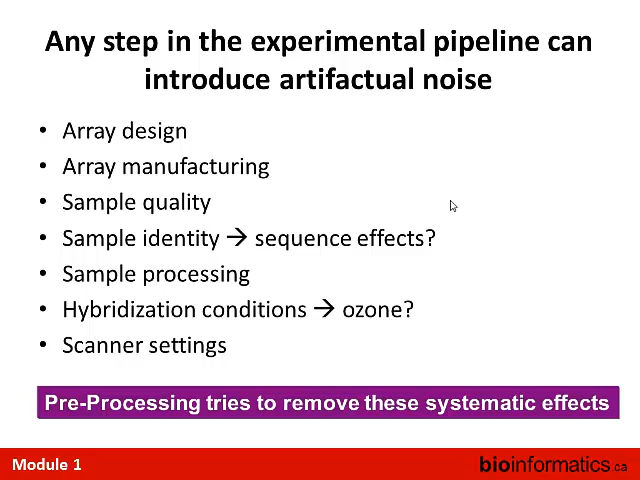 Any step in the experimental pipeline can
introduce artifactual noise
• Array design
• Array manufacturing
• Sample quality
• Sample identity → sequence effects?
• Sample processing
• Hybridization conditions → ozone?
• Scanner settings
Pre-Processing tries to remove these systematic effects
Module 1
bioinformatics.ca